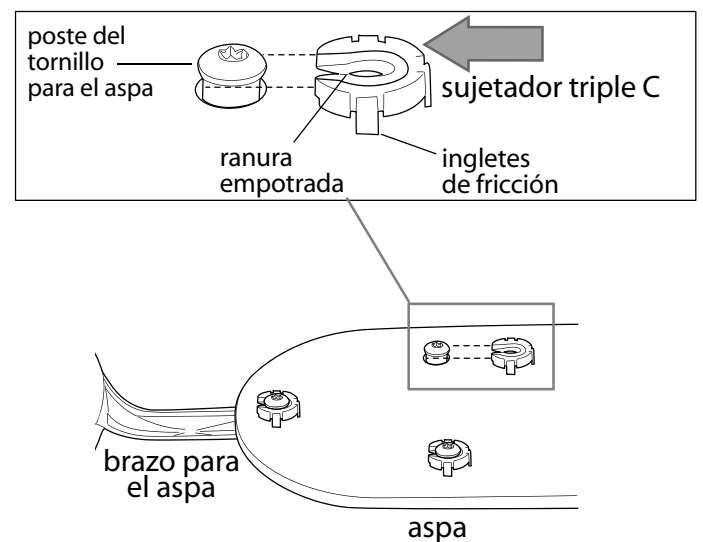 poste del
tornillo
para el aspa
sujetador triple C
ranura
empotrada
ingletes
de fricción
brazo para
el aspa
aspa